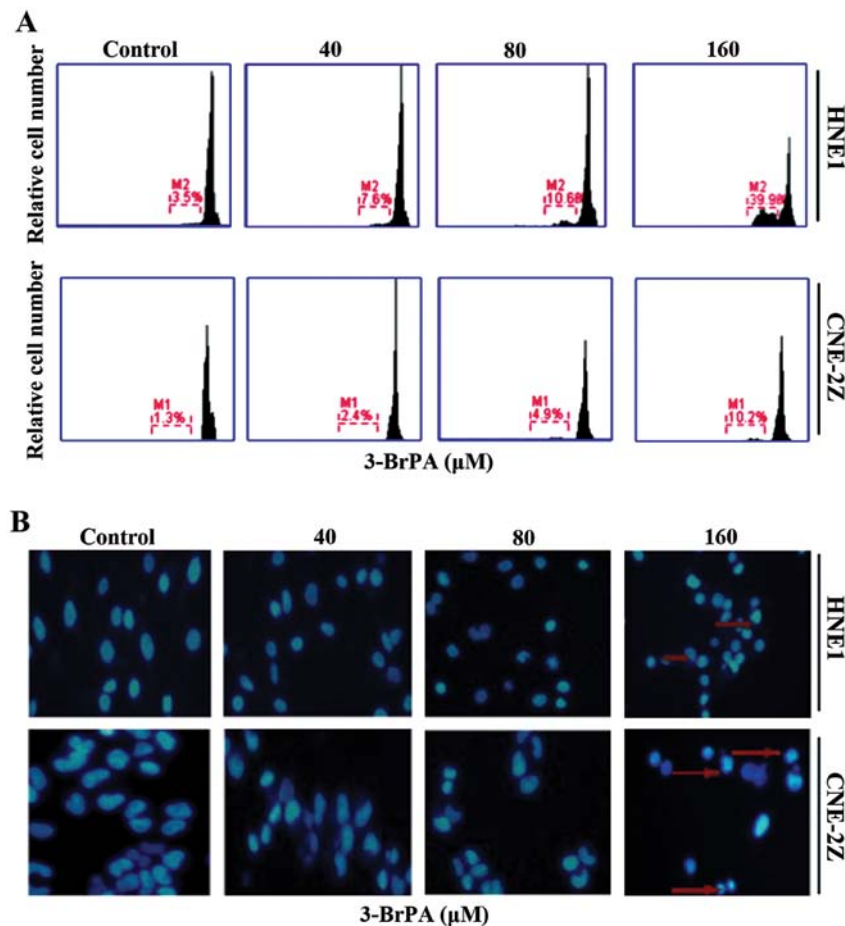 A
Control 40 80 160
Relative cell number
M2
3.5%
M2
7.6%
M2
10.68
M2
39.98
HNE1
Relative cell number
M1
1.3%
M1
2.4%
M1
4.9%
M1
10.2%
CNE-2Z
3-BrPA (μM)
B
Control 40 80 160
HNE1
CNE-2Z
3-BrPA (μM)